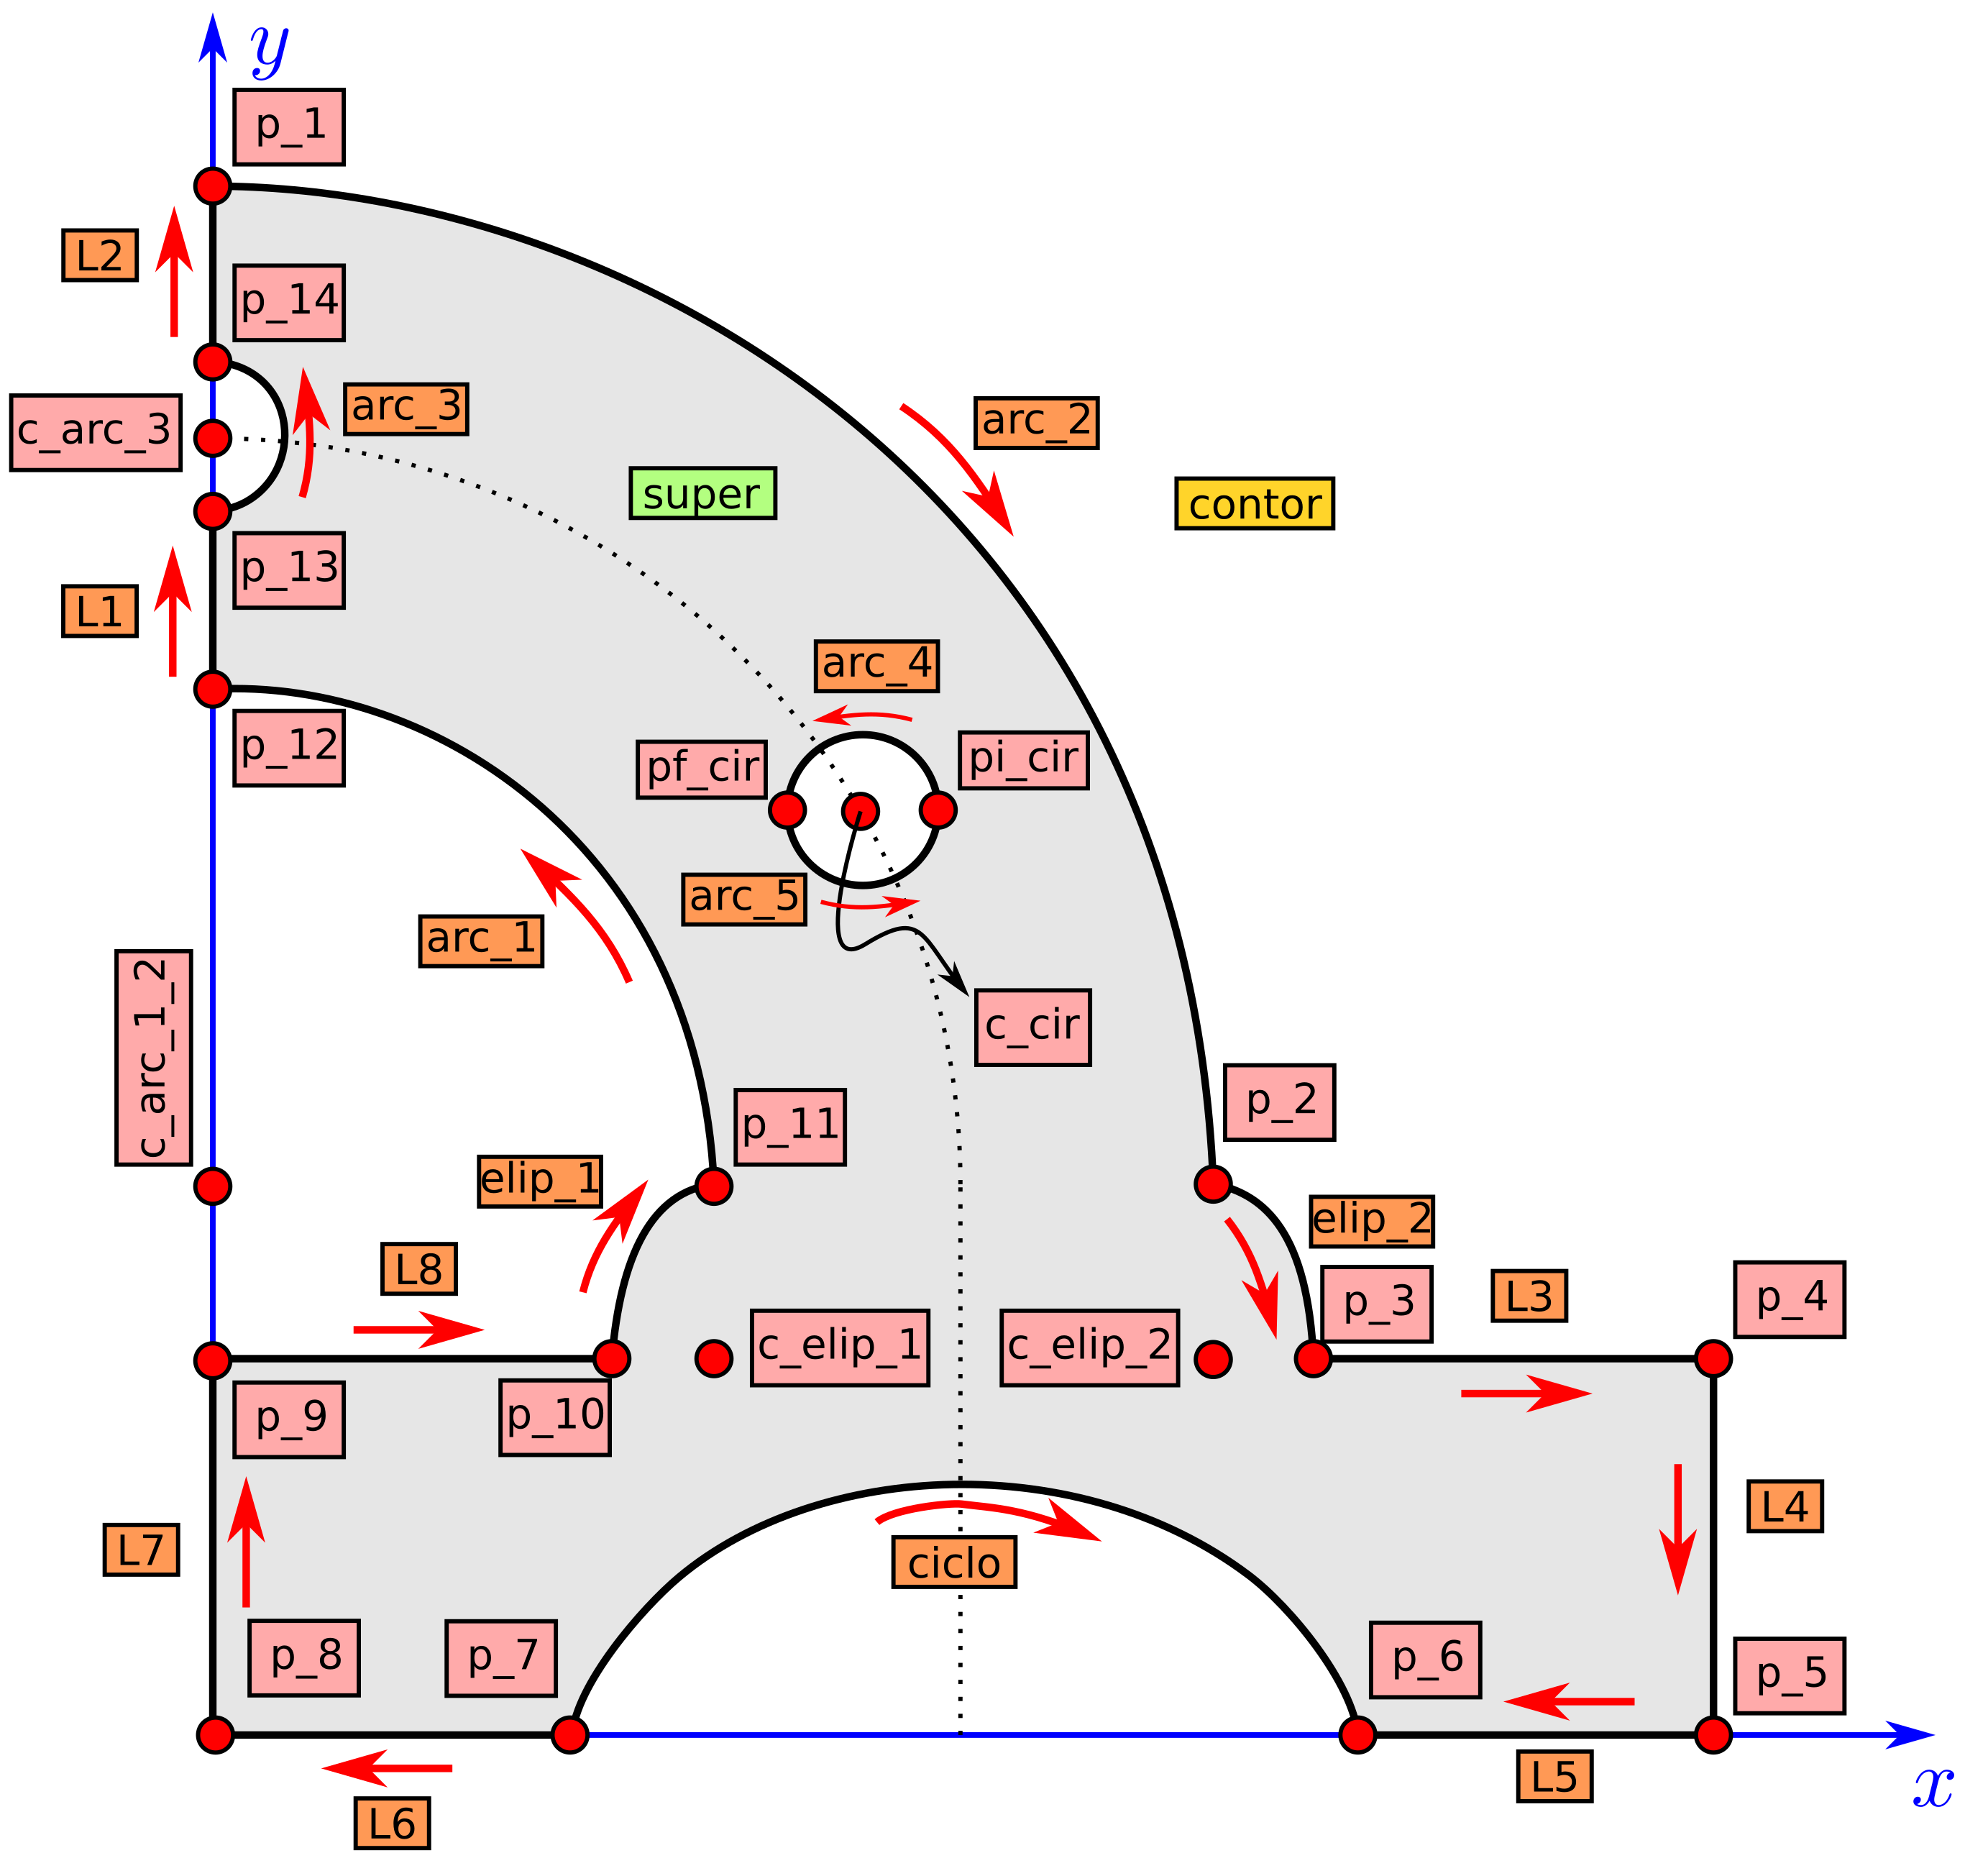 y
p_1
L2
p_14
c_arc_3
arc_3
arc_2
super
contor
p_13
L1
arc_4
p_12
pf_cir
pi_cir
arc_5
arc_1
c_arc_1_2
c_cir
p_2
p_11
elip_1
elip_2
L8
L3
p_4
p_3
c_elip_1
c_elip_2
p_9
p_10
L4
L7
ciclo
p_8
p_7
p_6
p_5
L5
x
L6